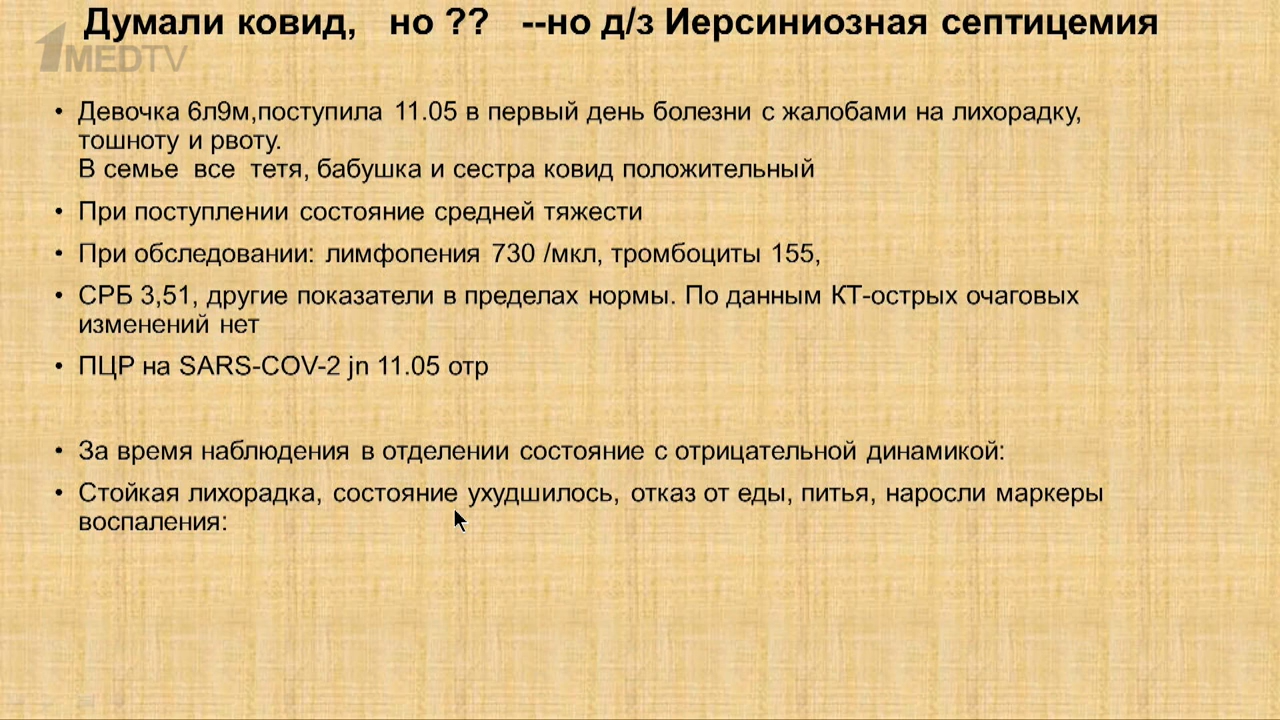 Думали ковид, но ?? --но д/з Иерсиниозная септицемия
1MEDTV
• Девочка 6л9м,поступила 11.05 в первый день болезни с жалобами на лихорадку,
тошноту и рвоту.
В семье все тетя, бабушка и сестра ковид положительный
• При поступлении состояние средней тяжести
• При обследовании: лимфопения 730 /мкл, тромбоциты 155,
• СРБ 3,51, другие показатели в пределах нормы. По данным КТ-острых очаговых
изменений нет
• ПЦР на SARS-COV-2 jn 11.05 отр
• За время наблюдения в отделении состояние с отрицательной динамикой:
• Стойкая лихорадка, состояние ухудшилось, отказ от еды, питья, наросли маркеры
воспаления: